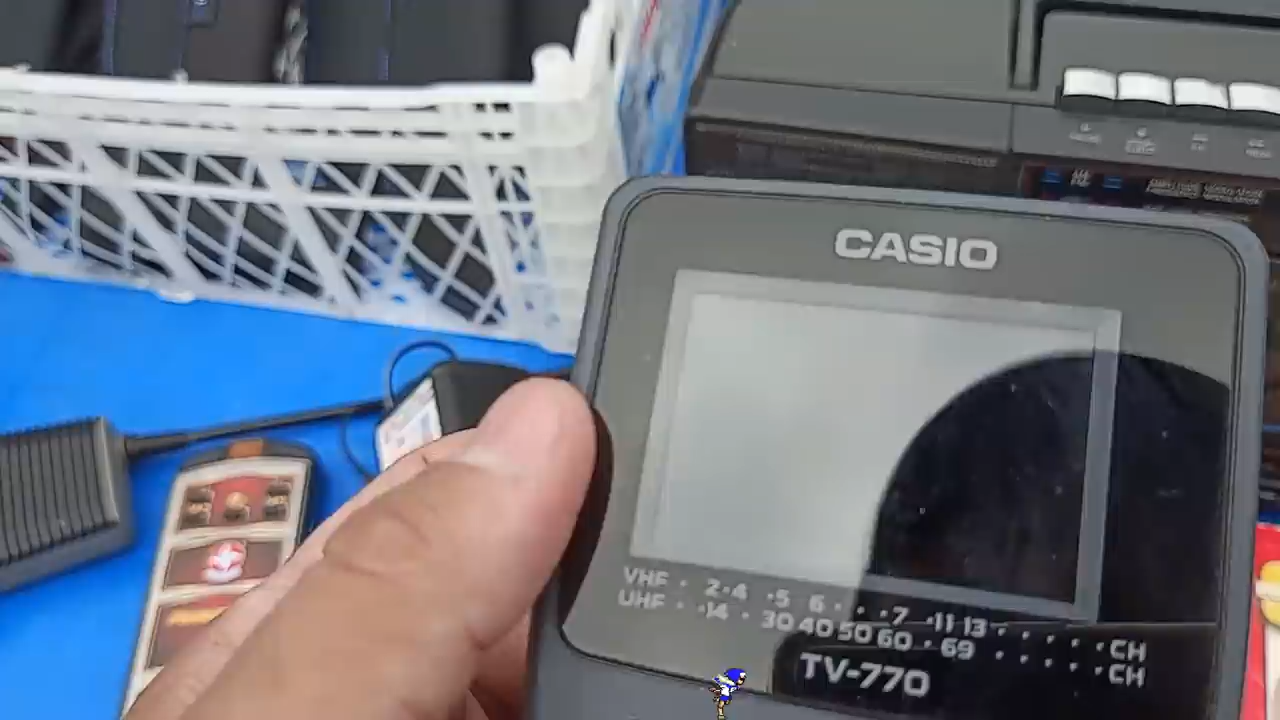 CASIO
VHF · 2·4 ·5 6 · · ·7 ·11 13 · · · · · CH
UHF · ·14 · 30 40 50 60 · 69 · · · · · CH
TV-770